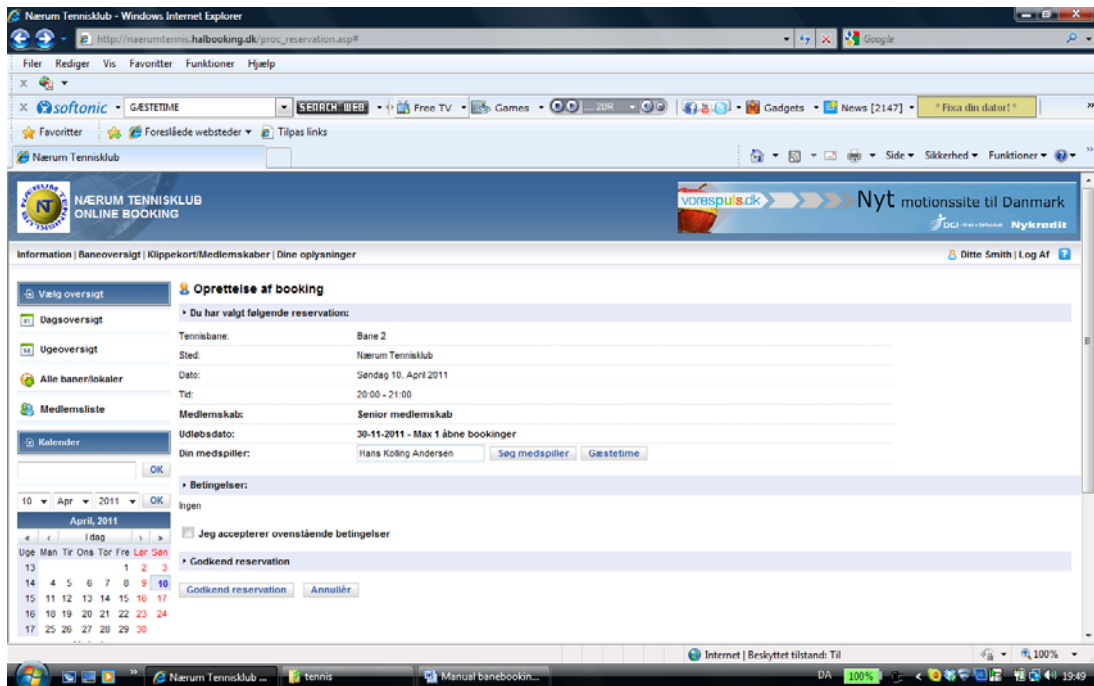 Nærum Tennisklub - Windows Internet Explorer
http://naerumtennis.halbooking.dk/proc_reservation.asp#
Google
Filer Rediger Vis Favoritter Funktioner Hjælp
softonic GÆSTETIME SEARCH WEB Free TV Games ZDR Gadgets News [2147] * Fixa din dator! *
Favoritter Foreslåede websteder Tilpas links
Nærum Tennisklub
Side Sikkerhed Funktioner
NÆRUM TENNISKLUB
ONLINE BOOKING
vorespuls.dk Nyt motionssite til Danmark
DGI Nykredit
Information | Baneoversigt | Klippekort/Medlemskaber | Dine oplysninger
Ditte Smith | Log Af ?
Vælg oversigt
Dagsoversigt
Ugeoversigt
Alle baner/lokaler
Medlemsliste
Kalender
OK
10 Apr 2011 OK
April, 2011
« ‹ I dag › »
Uge Man Tir Ons Tor Fre Lør Søn
13 1 2 3
14 4 5 6 7 8 9 10
15 11 12 13 14 15 16 17
16 18 19 20 21 22 23 24
17 25 26 27 28 29 30
Oprettelse af booking
Du har valgt følgende reservation:
Tennisbane: Bane 2
Sted: Nærum Tennisklub
Dato: Søndag 10. April 2011
Tid: 20:00 - 21:00
Medlemskab: Senior medlemskab
Udløbsdato: 30-11-2011 - Max 1 åbne bookinger
Din medspiller: Hans Kolling Andersen Søg medspiller Gæstetime
Betingelser:
Ingen
Jeg accepterer ovenstående betingelser
Godkend reservation
Godkend reservation Annullèr
Internet | Beskyttet tilstand: Til
100%
Nærum Tennisklub ... tennis Manual banebookin...
DA 100% 19:49